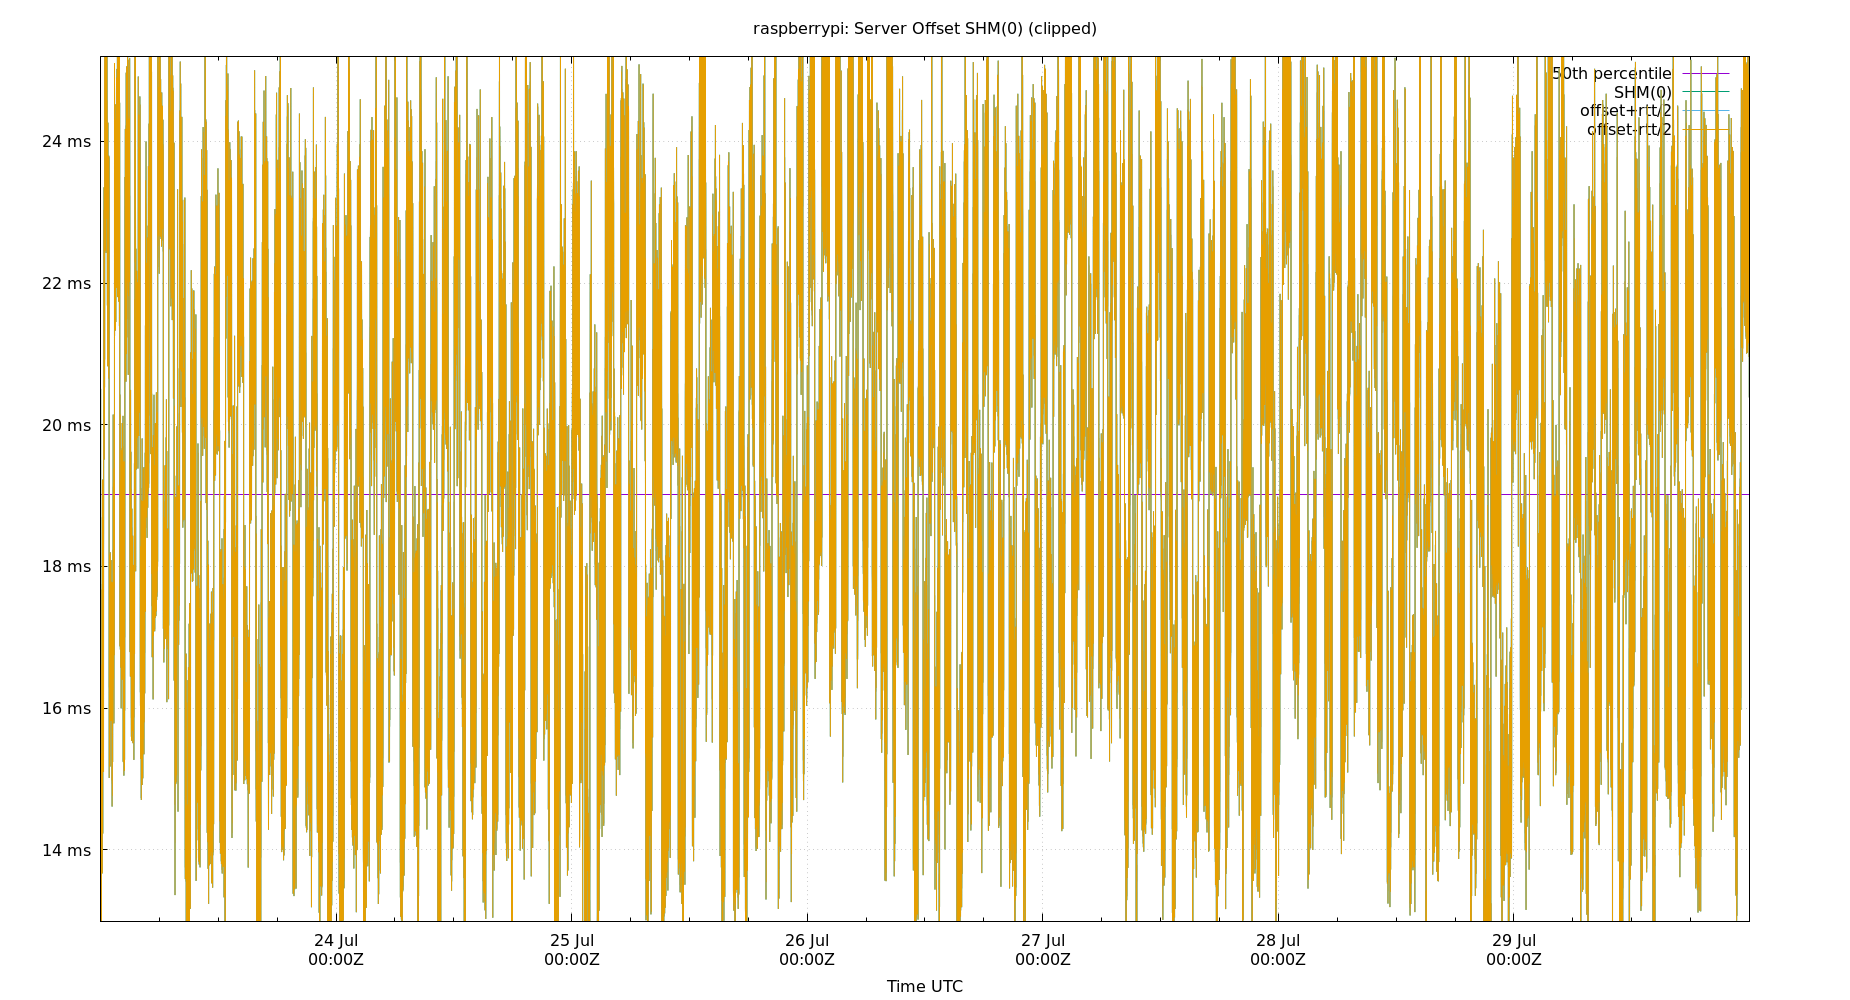 raspberrypi: Server Offset SHM(0) (clipped)
50th percentile
SHM(0)
offset+rtt/2
offset-rtt/2
24 ms
22 ms
20 ms
18 ms
16 ms
14 ms
24 Jul 25 Jul 26 Jul 27 Jul 28 Jul 29 Jul
00:00Z 00:00Z 00:00Z 00:00Z 00:00Z 00:00Z
Time UTC